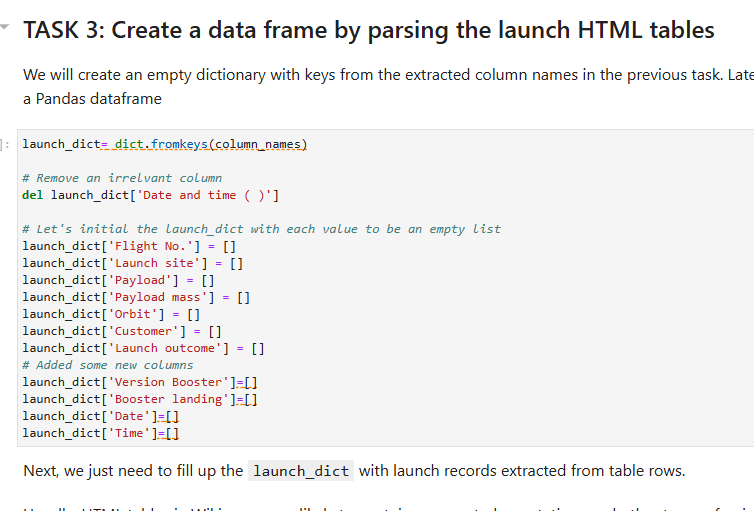 TASK 3: Create a data frame by parsing the launch HTML tables
We will create an empty dictionary with keys from the extracted column names in the previous task. Late
a Pandas dataframe
]:
launch_dict= dict.fromkeys(column_names)
# Remove an irrelvant column
del launch_dict['Date and time ( )']
# Let's initial the launch_dict with each value to be an empty list
launch_dict['Flight No.'] = []
launch_dict['Launch site'] = []
launch_dict['Payload'] = []
launch_dict['Payload mass'] = []
launch_dict['Orbit'] = []
launch_dict['Customer'] = []
launch_dict['Launch outcome'] = []
# Added some new columns
launch_dict['Version Booster']=[]
launch_dict['Booster landing']=[]
launch_dict['Date']=[]
launch_dict['Time']=[]
Next, we just need to fill up the launch_dict with launch records extracted from table rows.